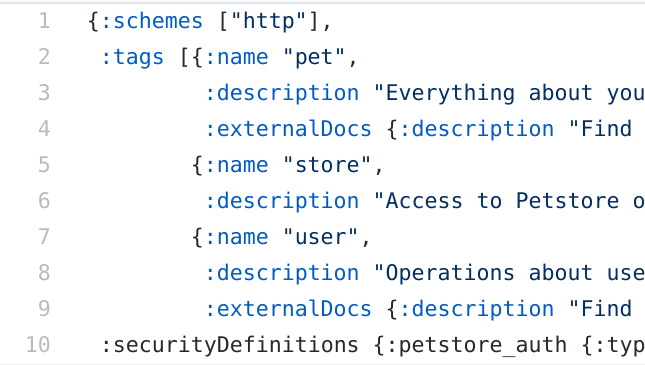 1 {:schemes ["http"],
2 :tags [{:name "pet",
3 :description "Everything about you
4 :externalDocs {:description "Find
5 {:name "store",
6 :description "Access to Petstore o
7 {:name "user",
8 :description "Operations about use
9 :externalDocs {:description "Find
10 :securityDefinitions {:petstore_auth {:typ